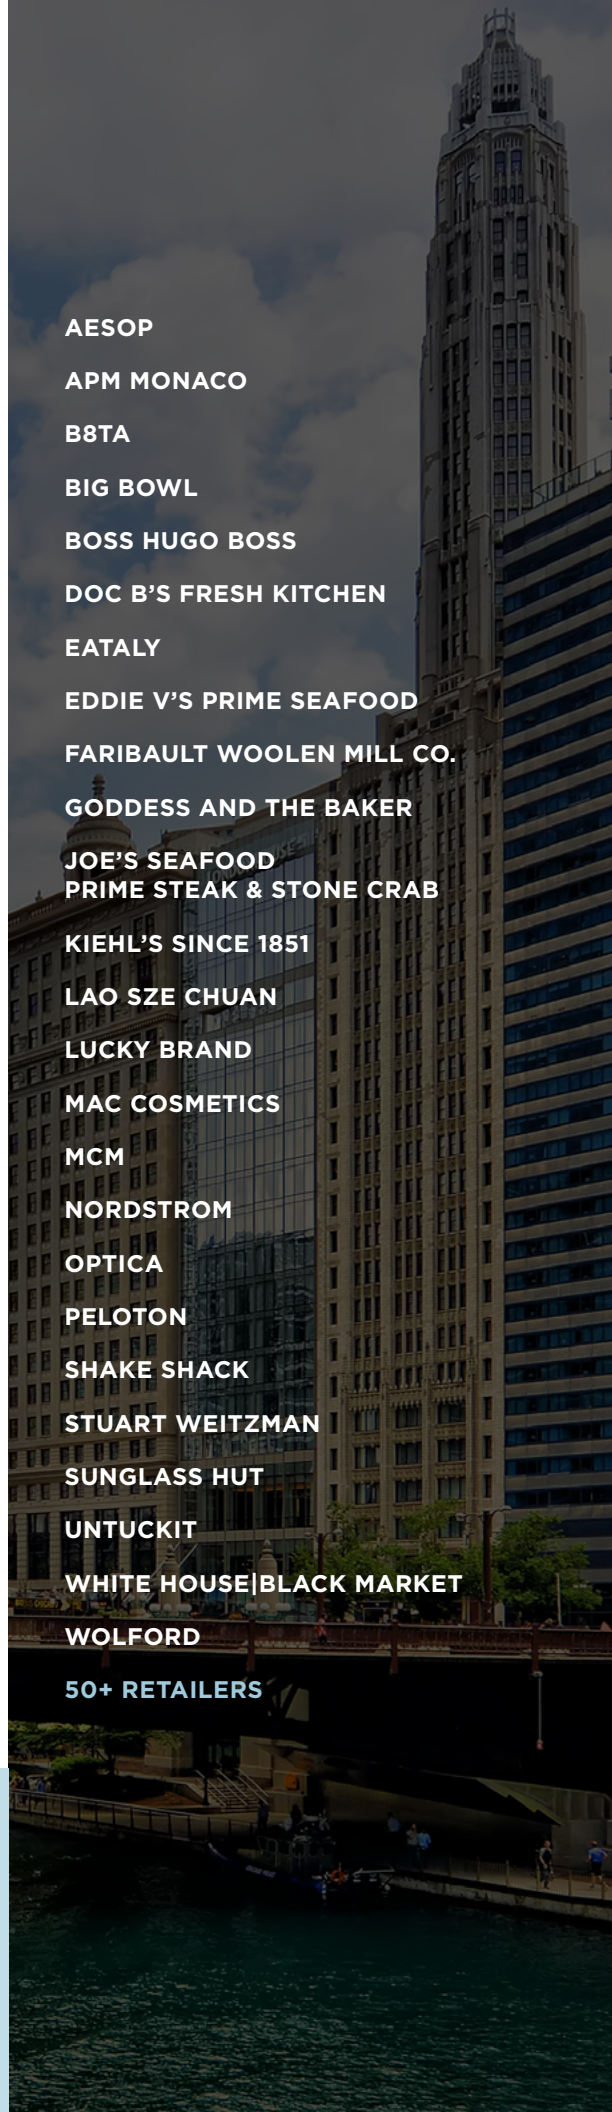 AESOP
APM MONACO
B8TA
BIG BOWL
BOSS HUGO BOSS
DOC B’S FRESH KITCHEN
EATALY
EDDIE V’S PRIME SEAFOOD
FARIBAULT WOOLEN MILL CO.
GODDESS AND THE BAKER
JOE’S SEAFOOD
PRIME STEAK & STONE CRAB
KIEHL’S SINCE 1851
LAO SZE CHUAN
LUCKY BRAND
MAC COSMETICS
MCM
NORDSTROM
OPTICA
PELOTON
SHAKE SHACK
STUART WEITZMAN
SUNGLASS HUT
UNTUCKIT
WHITE HOUSE|BLACK MARKET
WOLFORD
50+ RETAILERS